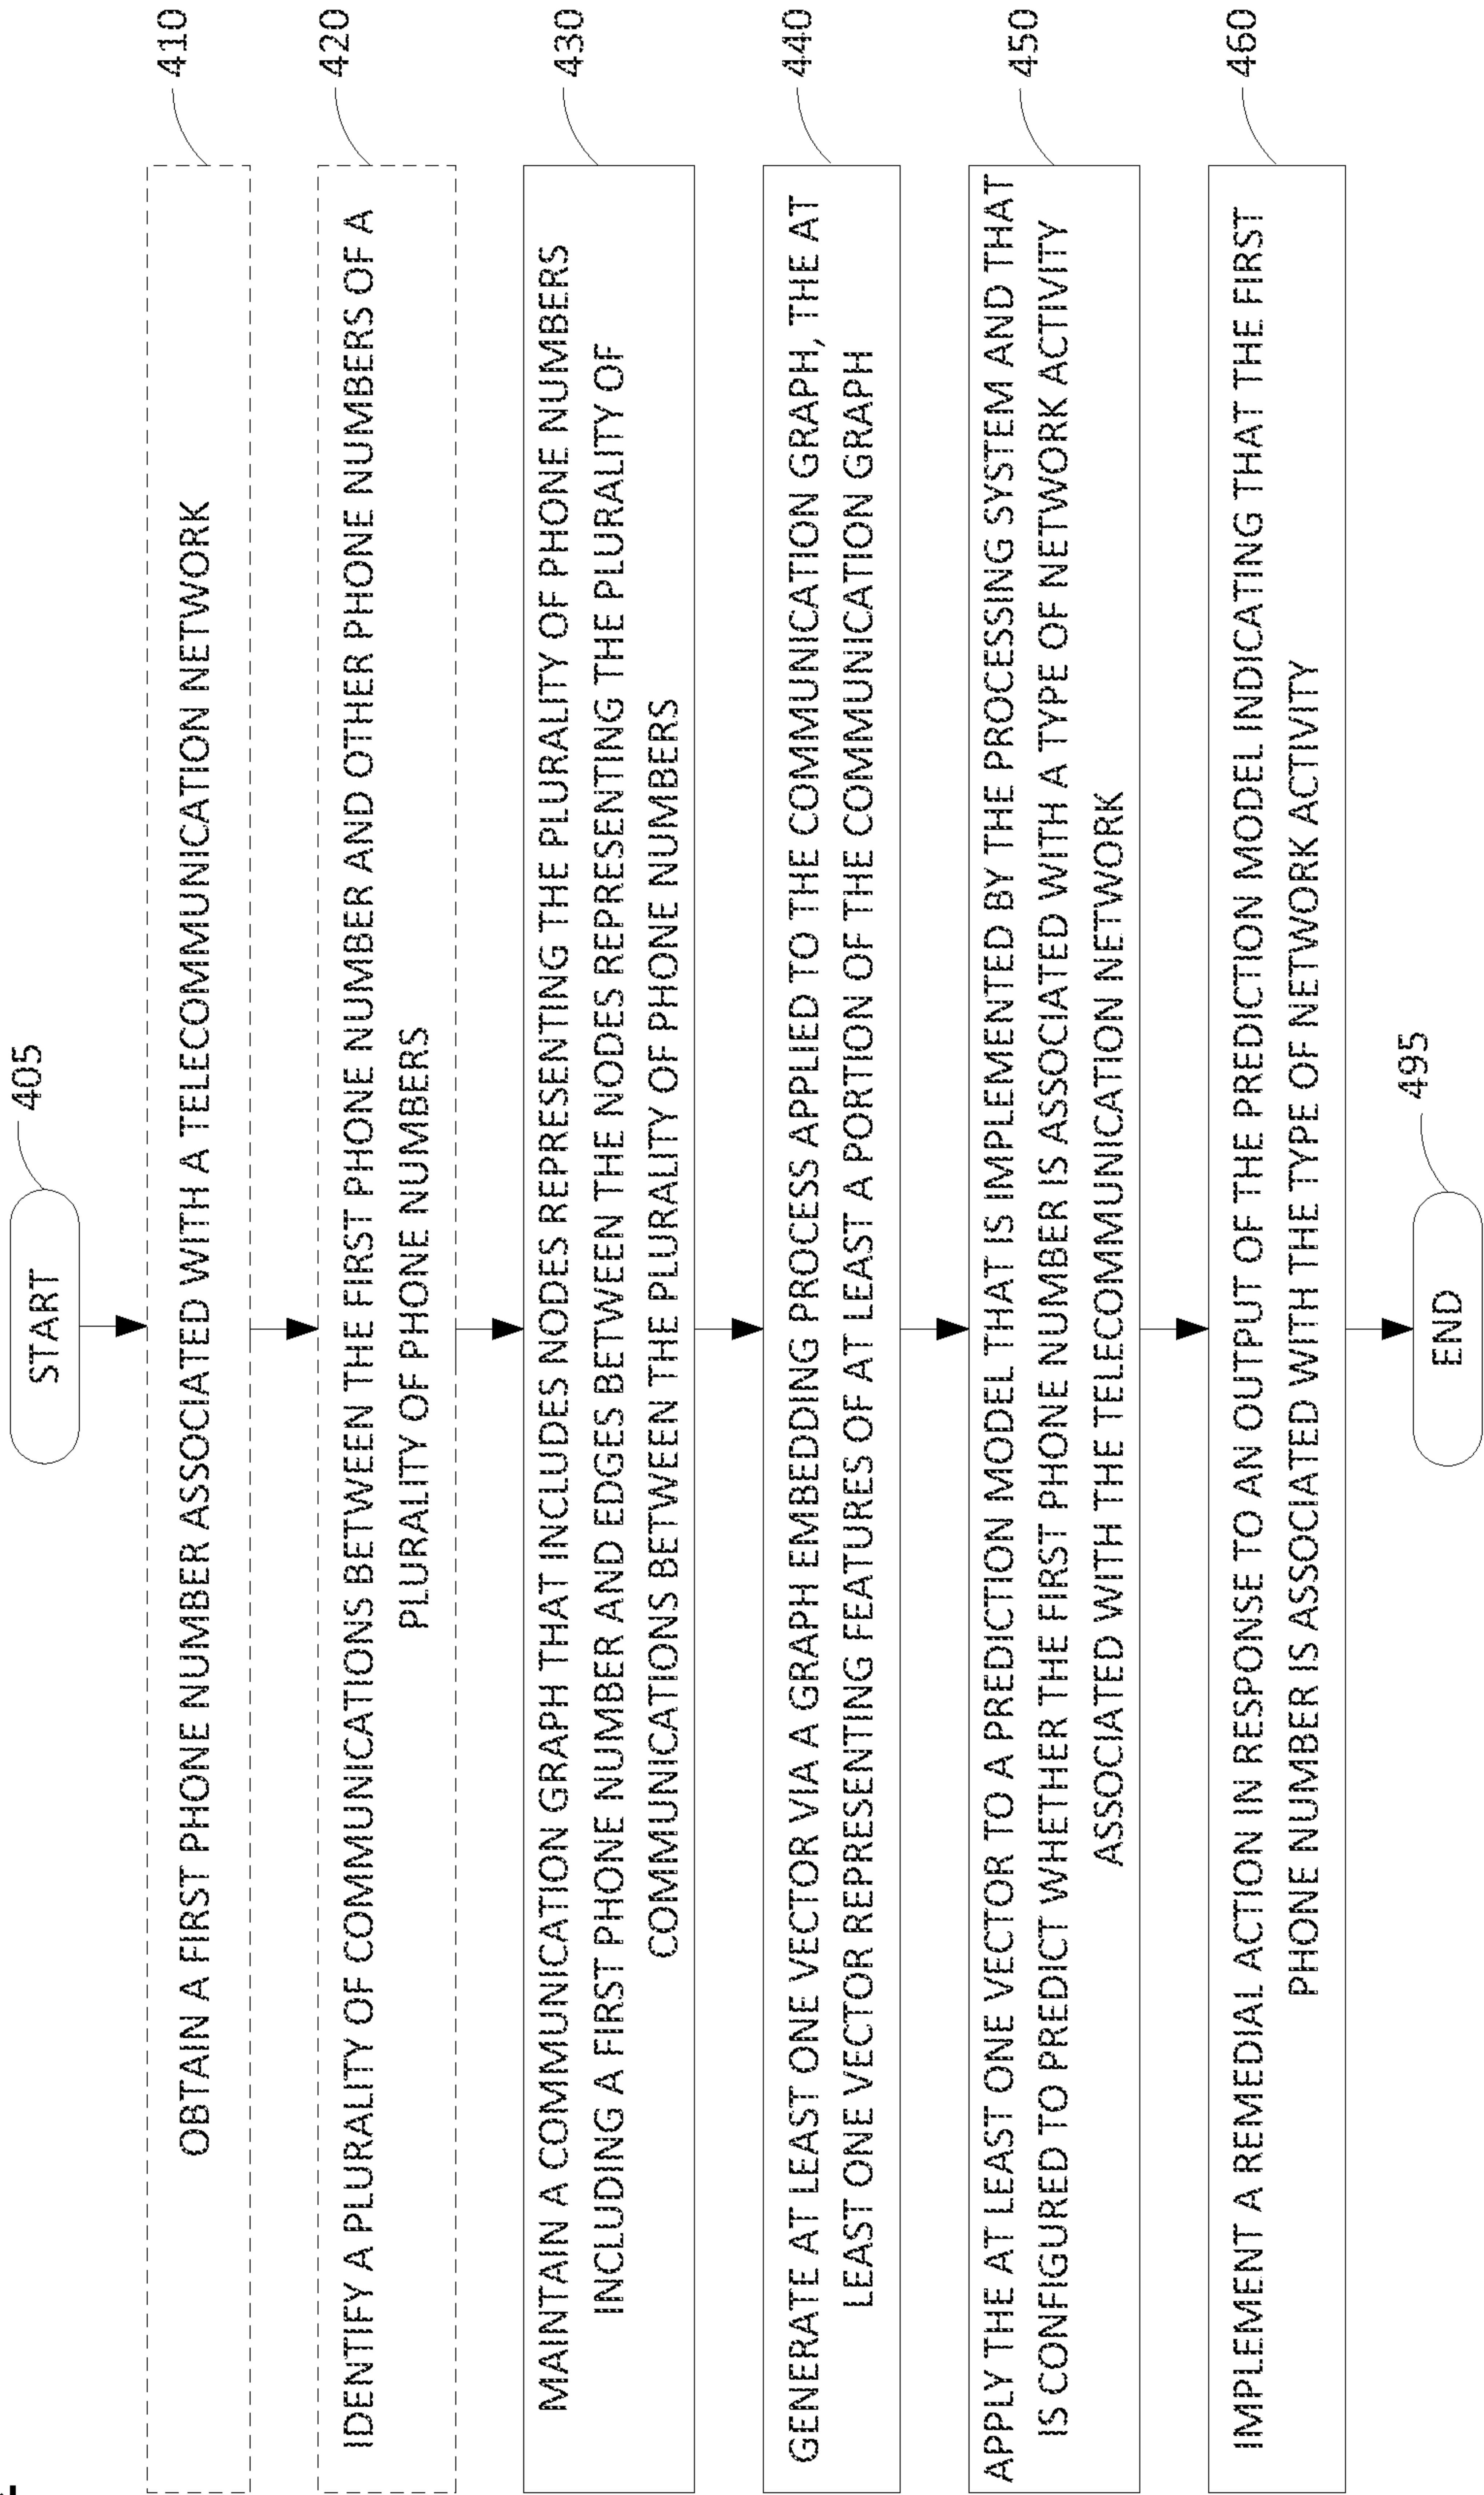 START
405
OBTAIN A FIRST PHONE NUMBER ASSOCIATED WITH A TELECOMMUNICATION NETWORK
410
IDENTIFY A PLURALITY OF COMMUNICATIONS BETWEEN THE FIRST PHONE NUMBER AND OTHER PHONE NUMBERS OF A
PLURALITY OF PHONE NUMBERS
420
MAINTAIN A COMMUNICATION GRAPH THAT INCLUDES NODES REPRESENTING THE PLURALITY OF PHONE NUMBERS
INCLUDING A FIRST PHONE NUMBER AND EDGES BETWEEN THE NODES REPRESENTING THE PLURALITY OF
COMMUNICATIONS BETWEEN THE PLURALITY OF PHONE NUMBERS
430
GENERATE AT LEAST ONE VECTOR VIA A GRAPH EMBEDDING PROCESS APPLIED TO THE COMMUNICATION GRAPH, THE AT
LEAST ONE VECTOR REPRESENTING FEATURES OF AT LEAST A PORTION OF THE COMMUNICATION GRAPH
440
APPLY THE AT LEAST ONE VECTOR TO A PREDICTION MODEL THAT IS IMPLEMENTED BY THE PROCESSING SYSTEM AND THAT
IS CONFIGURED TO PREDICT WHETHER THE FIRST PHONE NUMBER IS ASSOCIATED WITH A TYPE OF NETWORK ACTIVITY
ASSOCIATED WITH THE TELECOMMUNICATION NETWORK
450
IMPLEMENT A REMEDIAL ACTION IN RESPONSE TO AN OUTPUT OF THE PREDICTION MODEL INDICATING THAT THE FIRST
PHONE NUMBER IS ASSOCIATED WITH THE TYPE OF NETWORK ACTIVITY
460
END
495